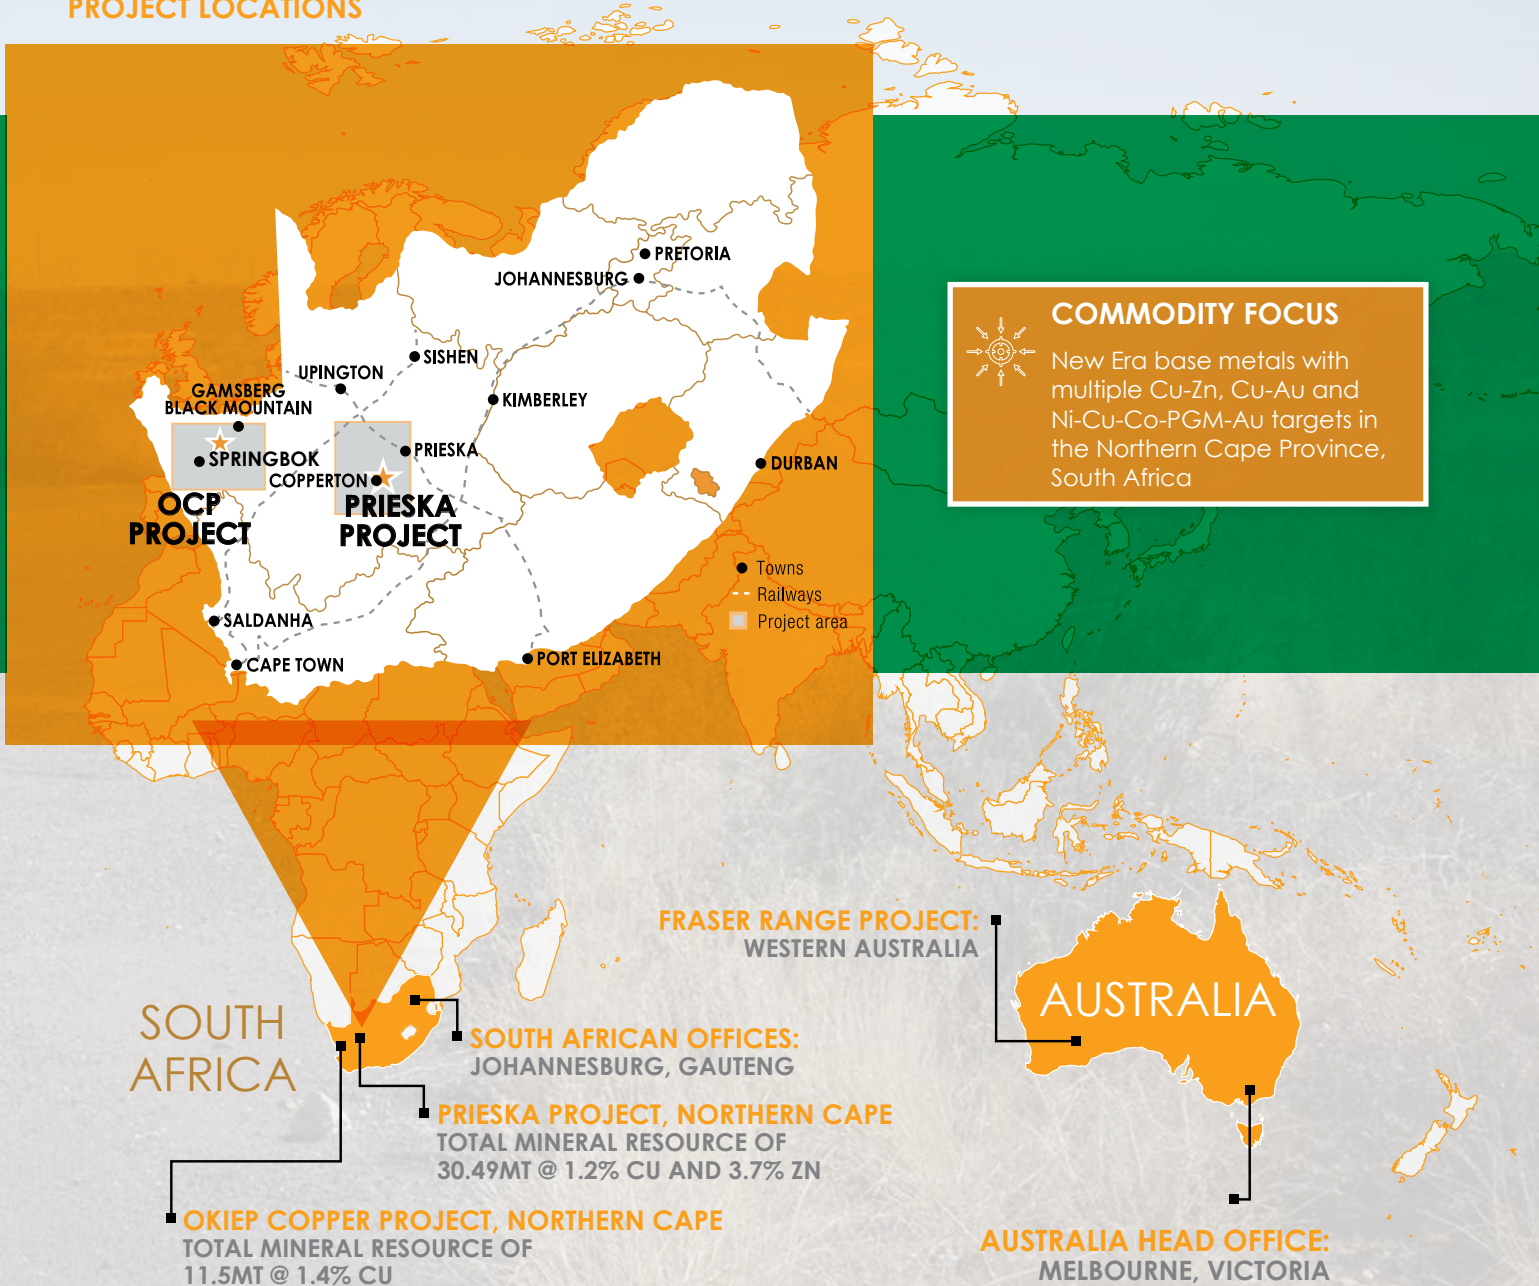 PROJECT LOCATIONS
PRETORIA
JOHANNESBURG
SISHEN
UPINGTON
GAMSBERG
BLACK MOUNTAIN
KIMBERLEY
PRIESKA
SPRINGBOK
COPPERTON
DURBAN
OCP
PROJECT
PRIESKA
PROJECT
SALDANHA
CAPE TOWN
PORT ELIZABETH
Towns
Railways
Project area
COMMODITY FOCUS
New Era base metals with
multiple Cu-Zn, Cu-Au and
Ni-Cu-Co-PGM-Au targets in
the Northern Cape Province,
South Africa
SOUTH
AFRICA
SOUTH AFRICAN OFFICES:
JOHANNESBURG, GAUTENG
PRIESKA PROJECT, NORTHERN CAPE
TOTAL MINERAL RESOURCE OF
30.49MT @ 1.2% CU AND 3.7% ZN
OKIEP COPPER PROJECT, NORTHERN CAPE
TOTAL MINERAL RESOURCE OF
11.5MT @ 1.4% CU
FRASER RANGE PROJECT:
WESTERN AUSTRALIA
AUSTRALIA
AUSTRALIA HEAD OFFICE:
MELBOURNE, VICTORIA